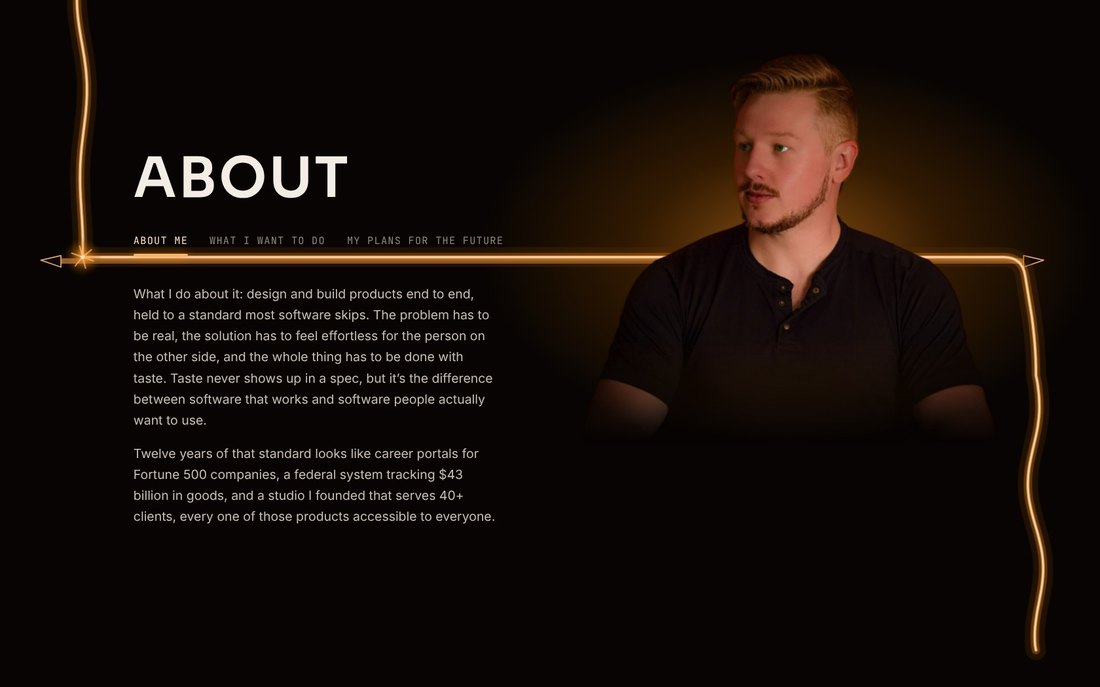 ABOUT
ABOUT ME WHAT I WANT TO DO MY PLANS FOR THE FUTURE
What I do about it: design and build products end to end,
held to a standard most software skips. The problem has to
be real, the solution has to feel effortless for the person on
the other side, and the whole thing has to be done with
taste. Taste never shows up in a spec, but it’s the difference
between software that works and software people actually
want to use.
Twelve years of that standard looks like career portals for
Fortune 500 companies, a federal system tracking $43
billion in goods, and a studio I founded that serves 40+
clients, every one of those products accessible to everyone.